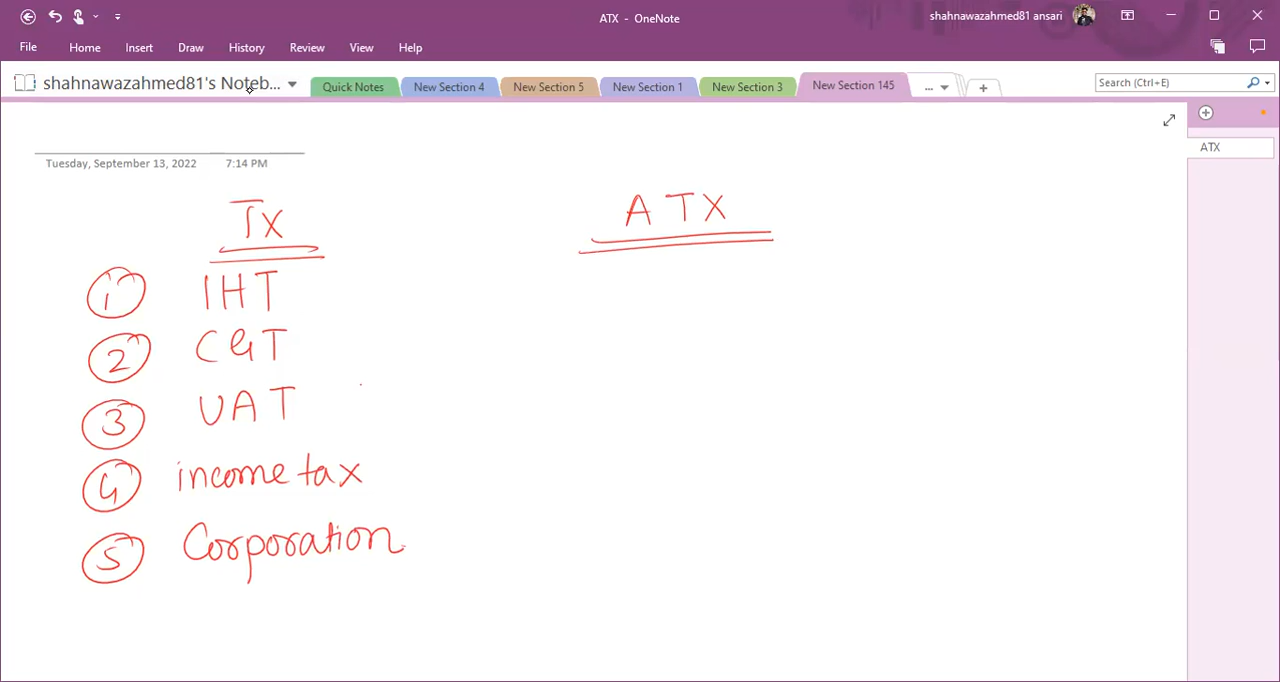 ATX - OneNote
shahnawazahmed81 ansari
File Home Insert Draw History Review View Help
shahnawazahmed81's Noteb... Quick Notes New Section 4 New Section 5 New Section 1 New Section 3 New Section 145 ... Search (Ctrl+E)
ATX
Tuesday, September 13, 2022 7:14 PM
TX ATX
1 IHT
2 CGT
3 VAT
4 income tax
5 Corporation